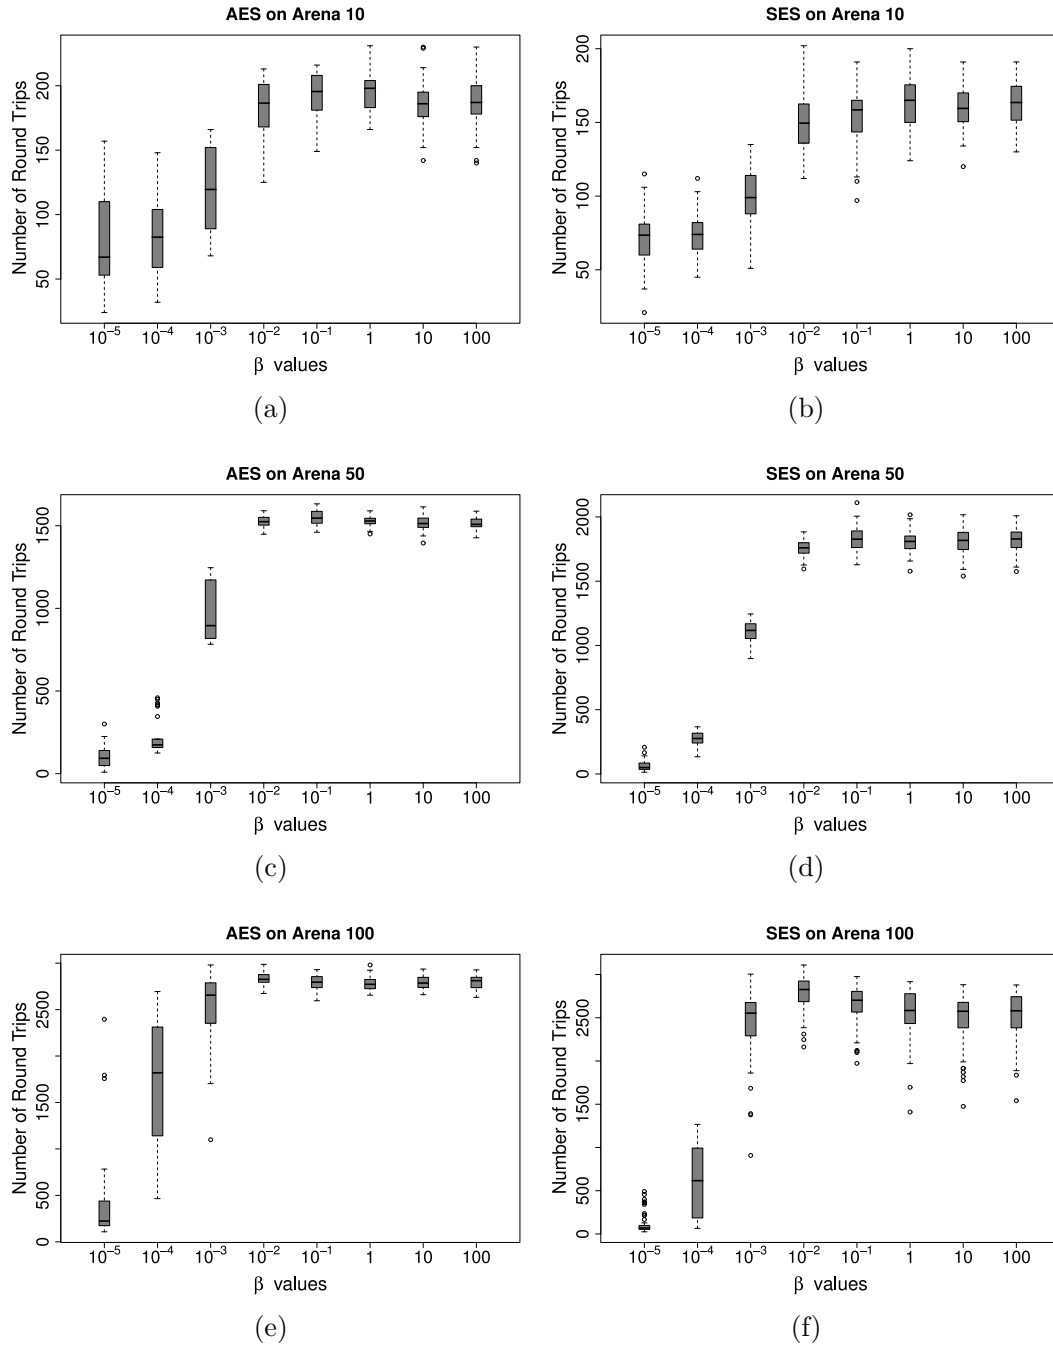 AES on Arena 10
Number of Round Trips
200
150
100
50
10⁻⁵ 10⁻⁴ 10⁻³ 10⁻² 10⁻¹ 1 10 100
β values
(a)
SES on Arena 10
Number of Round Trips
200
150
100
50
10⁻⁵ 10⁻⁴ 10⁻³ 10⁻² 10⁻¹ 1 10 100
β values
(b)
AES on Arena 50
Number of Round Trips
1500
1000
500
0
10⁻⁵ 10⁻⁴ 10⁻³ 10⁻² 10⁻¹ 1 10 100
β values
(c)
SES on Arena 50
Number of Round Trips
2000
1500
1000
500
0
10⁻⁵ 10⁻⁴ 10⁻³ 10⁻² 10⁻¹ 1 10 100
β values
(d)
AES on Arena 100
Number of Round Trips
2500
1500
500
0
10⁻⁵ 10⁻⁴ 10⁻³ 10⁻² 10⁻¹ 1 10 100
β values
(e)
SES on Arena 100
Number of Round Trips
2500
1500
500
0
10⁻⁵ 10⁻⁴ 10⁻³ 10⁻² 10⁻¹ 1 10 100
β values
(f)